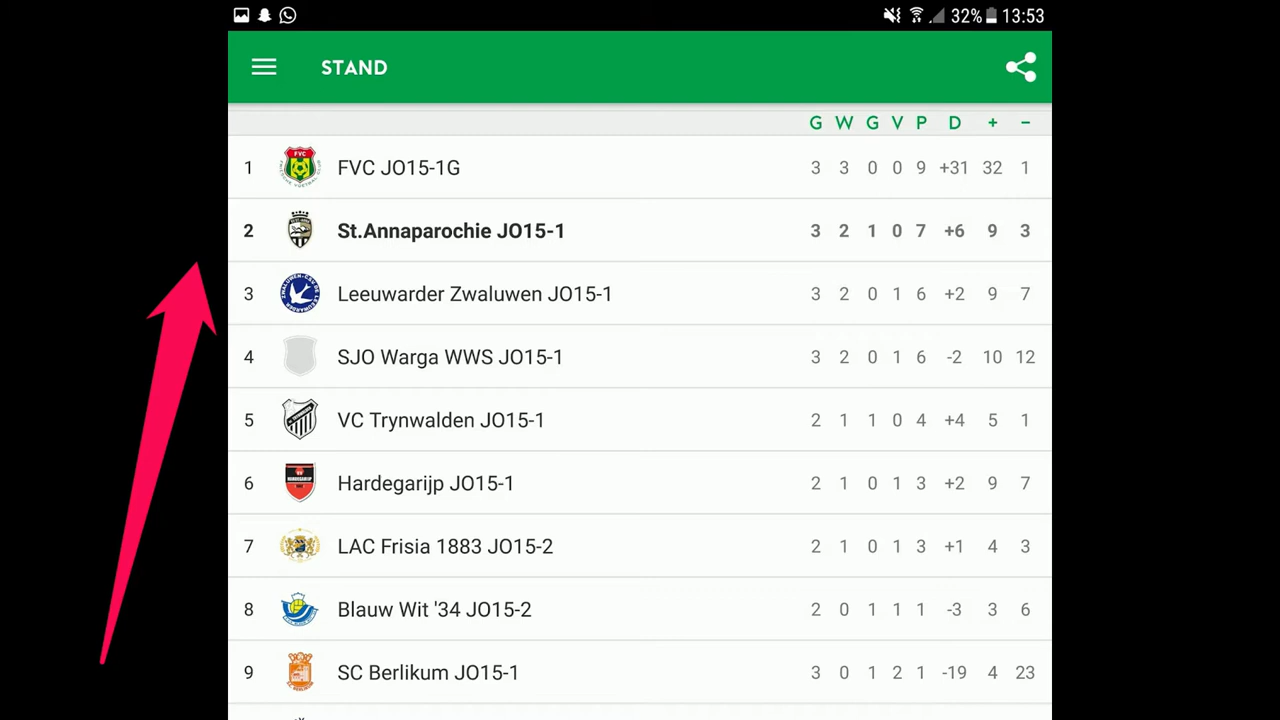 32% 13:53
STAND
G W G V P D + −
1 FVC JO15-1G 3 3 0 0 9 +31 32 1
2 St.Annaparochie JO15-1 3 2 1 0 7 +6 9 3
3 Leeuwarder Zwaluwen JO15-1 3 2 0 1 6 +2 9 7
4 SJO Warga WWS JO15-1 3 2 0 1 6 -2 10 12
5 VC Trynwalden JO15-1 2 1 1 0 4 +4 5 1
6 Hardegarijp JO15-1 2 1 0 1 3 +2 9 7
7 LAC Frisia 1883 JO15-2 2 1 0 1 3 +1 4 3
8 Blauw Wit '34 JO15-2 2 0 1 1 1 -3 3 6
9 SC Berlikum JO15-1 3 0 1 2 1 -19 4 23